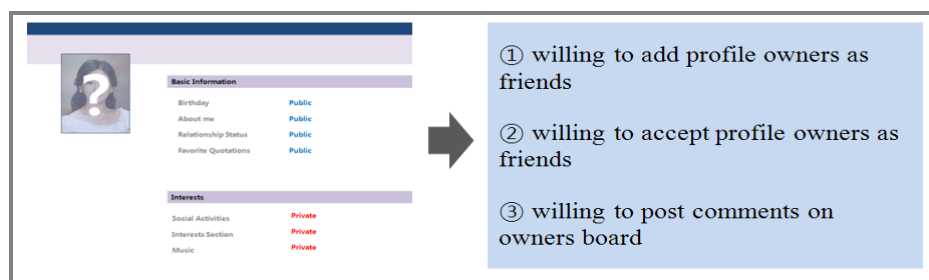 ?
Basic Information
Birthday Public
About me Public
Relationship Status Public
Favorite Quotations Public
Interests
Social Activities Private
Interests Section Private
Music Private
① willing to add profile owners as
friends
② willing to accept profile owners as
friends
③ willing to post comments on
owners board